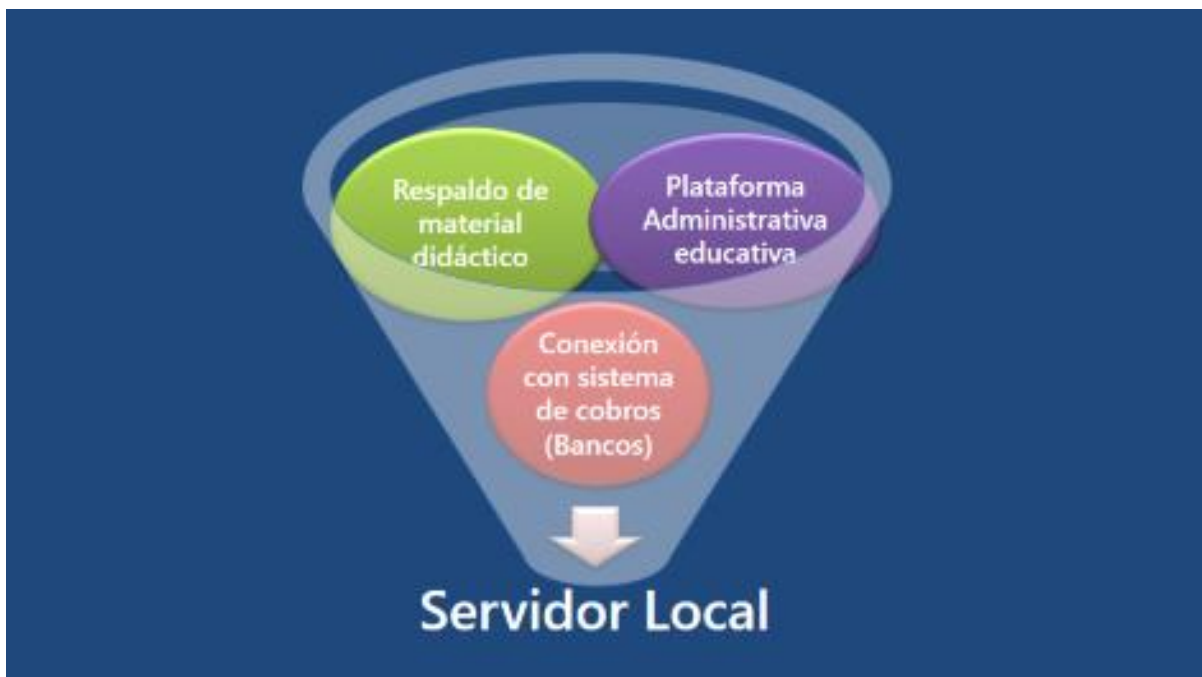 Respaldo de
material
didáctico
Plataforma
Administrativa
educativa
Conexión
con sistema
de cobros
(Bancos)
Servidor Local